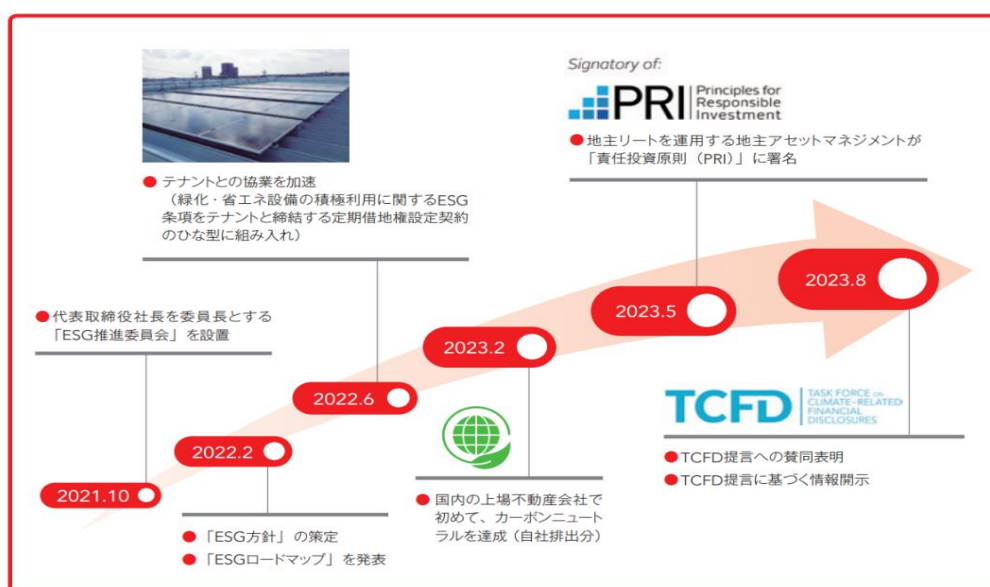 Signatory of:
PRI Principles for
Responsible
Investment
●地主リートを運用する地主アセットマネジメントが
「責任投資原則（PRI）」に署名
●テナントとの協業を加速
（緑化・省エネ設備の積極利用に関するESG
条項をテナントと締結する定期借地権設定契約
のひな型に組み入れ）
●代表取締役社長を委員長とする
「ESG推進委員会」を設置
2023.8
2023.5
2023.2
2022.6
2022.2
2021.10
TCFD TASK FORCE ON
CLIMATE-RELATED
FINANCIAL
DISCLOSURES
●TCFD提言への賛同表明
●TCFD提言に基づく情報開示
●国内の上場不動産会社で
初めて、カーボンニュート
ラルを達成（自社排出分）
●「ESG方針」の策定
●「ESGロードマップ」を発表